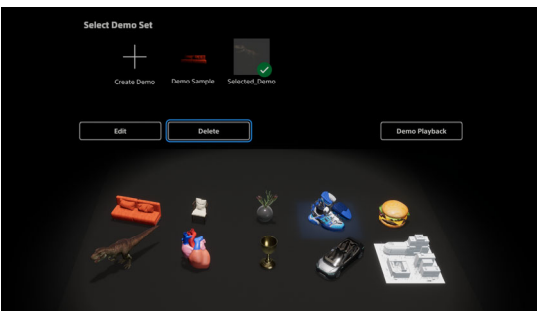 Select Demo Set
Create Demo
Demo Sample
Selected_Demo
Edit
Delete
Demo Playback